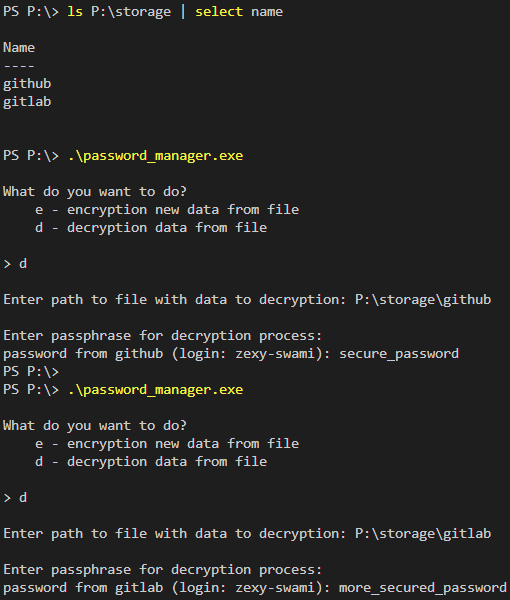 PS P:\> ls P:\storage | select name
Name
----
github
gitlab
PS P:\> .\password_manager.exe
What do you want to do?
    e - encryption new data from file
    d - decryption data from file
> d
Enter path to file with data to decryption: P:\storage\github
Enter passphrase for decryption process:
password from github (login: zexy-swami): secure_password
PS P:\>
PS P:\> .\password_manager.exe
What do you want to do?
    e - encryption new data from file
    d - decryption data from file
> d
Enter path to file with data to decryption: P:\storage\gitlab
Enter passphrase for decryption process:
password from gitlab (login: zexy-swami): more_secured_password